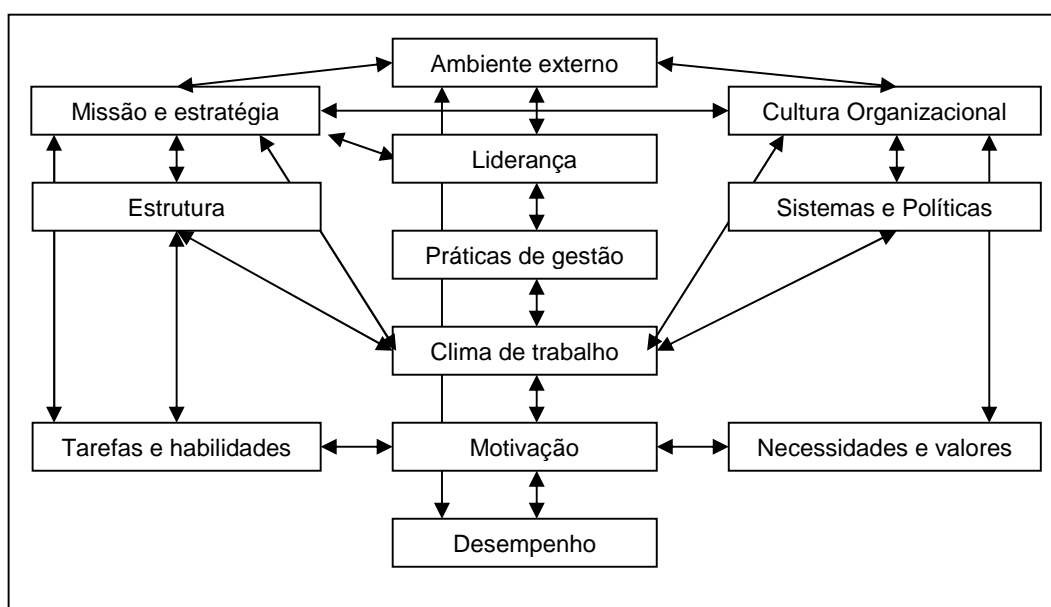 Ambiente externo
Missão e estratégia
Cultura Organizacional
Liderança
Estrutura
Sistemas e Políticas
Práticas de gestão
Clima de trabalho
Tarefas e habilidades
Motivação
Necessidades e valores
Desempenho